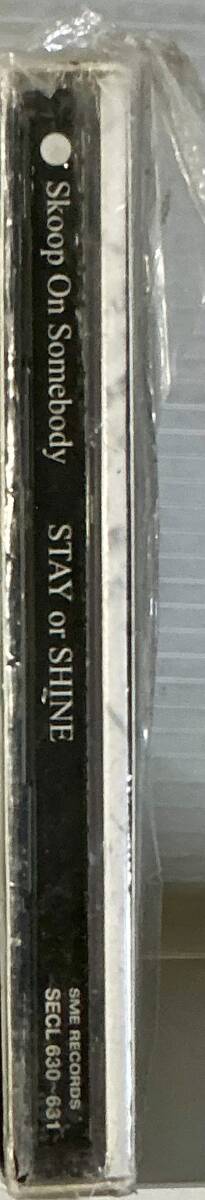 Skoop On Somebody STAY or SHINE
SME RECORDS
SECL 630~631